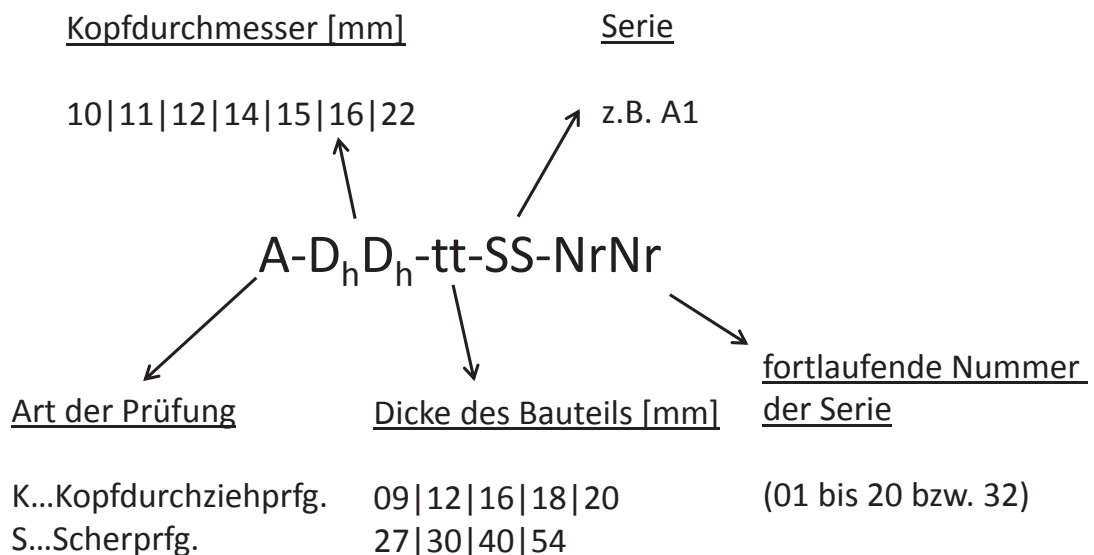 Kopfdurchmesser [mm]
Serie
10|11|12|14|15|16|22
z.B. A1
A-DₕDₕ-tt-SS-NrNr
fortlaufende Nummer
der Serie
Art der Prüfung
Dicke des Bauteils [mm]
K...Kopfdurchziehprfg.
09|12|16|18|20
(01 bis 20 bzw. 32)
S...Scherprfg.
27|30|40|54